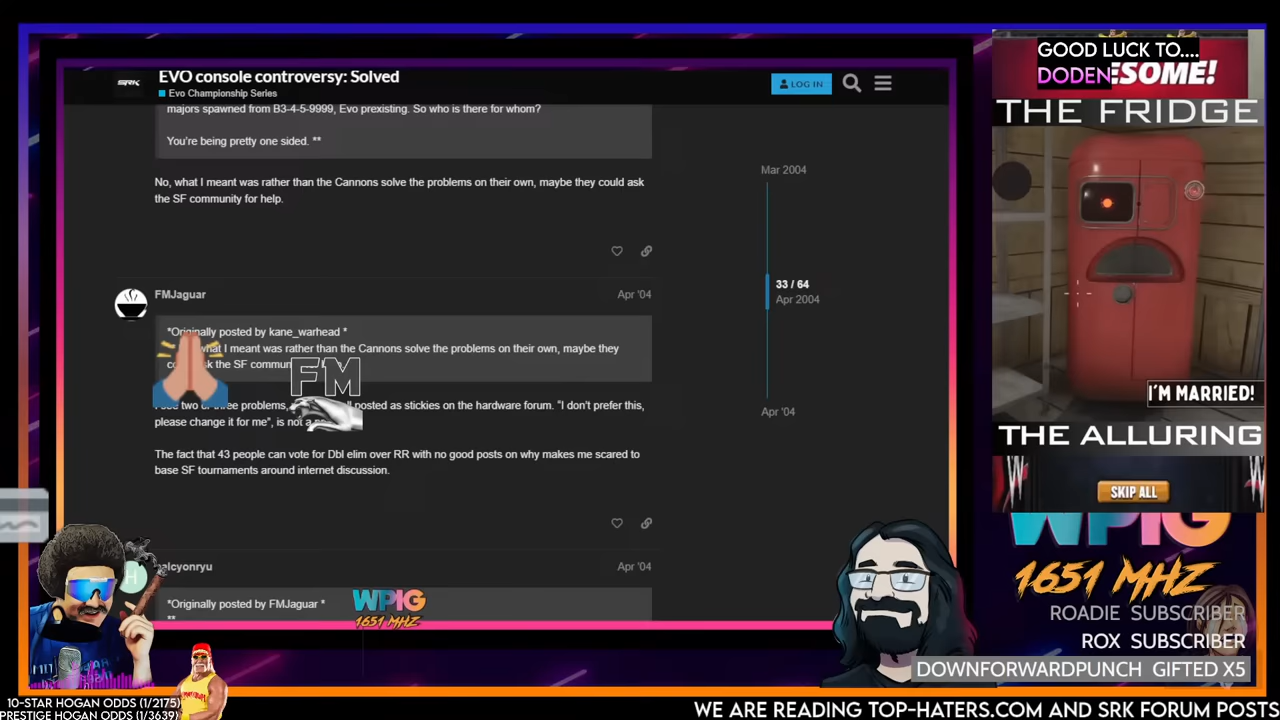 SRK
EVO console controversy: Solved
Evo Championship Series
LOG IN
majors spawned from B3-4-5-9999, Evo prexisting. So who is there for whom?
You're being pretty one sided. **
No, what I meant was rather than the Cannons solve the problems on their own, maybe they could ask
the SF community for help.
Mar 2004
33 / 64
Apr 2004
Apr '04
FMJaguar
Apr '04
*Originally posted by kane_warhead *
what I meant was rather than the Cannons solve the problems on their own, maybe they
the SF
FM
two problems, posted as stickies on the hardware forum. "I don't prefer this,
please change it for me", is not a
The fact that 43 people can vote for Dbl elim over RR with no good posts on why makes me scared to
base SF tournaments around internet discussion.
H
alcyonryu
Apr '04
*Originally posted by FMJaguar *
**
WPIG
1651 MHZ
GOOD LUCK TO....
DODEN
ESOME!
THE FRIDGE
I'M MARRIED!
THE ALLURING
SKIP ALL
WPIG
1651 MHZ
ROADIE SUBSCRIBER
ROX SUBSCRIBER
DOWNFORWARDPUNCH GIFTED X5
10-STAR HOGAN ODDS (1/2175)
PRESTIGE HOGAN ODDS (1/3639)
WE ARE READING TOP-HATERS.COM AND SRK FORUM POSTS